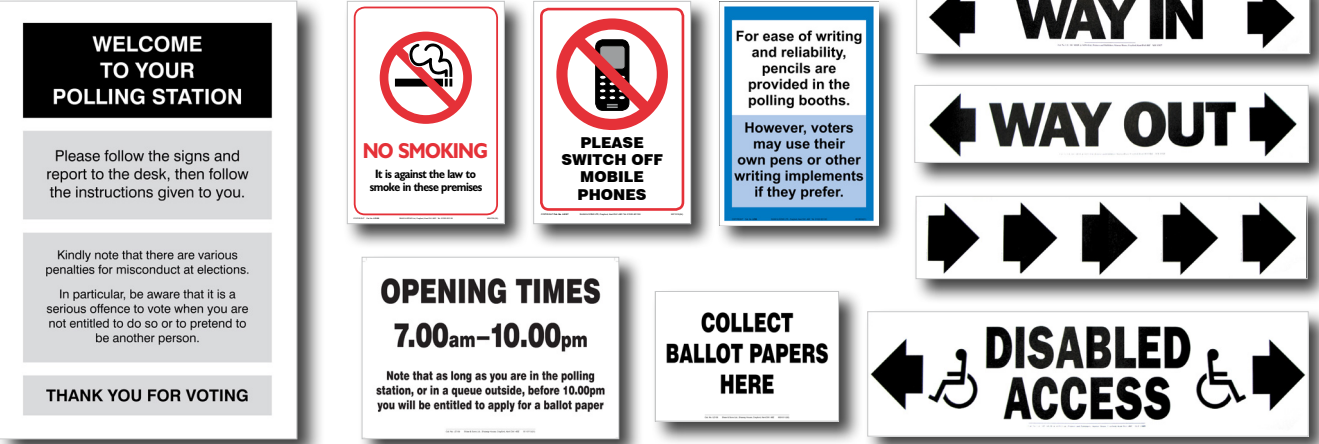 WELCOME
TO YOUR
POLLING STATION
Please follow the signs and
report to the desk, then follow
the instructions given to you.
Kindly note that there are various
penalties for misconduct at elections.
In particular, be aware that it is a
serious offence to vote when you are
not entitled to do so or to pretend to
be another person.
THANK YOU FOR VOTING
NO SMOKING
It is against the law to
smoke in these premises
PLEASE
SWITCH OFF
MOBILE
PHONES
For ease of writing
and reliability,
pencils are
provided in the
polling booths.
However, voters
may use their
own pens or other
writing implements
if they prefer.
OPENING TIMES
7.00am–10.00pm
Note that as long as you are in the polling
station, or in a queue outside, before 10.00pm
you will be entitled to apply for a ballot paper
COLLECT
BALLOT PAPERS
HERE
WAY IN
WAY OUT
DISABLED
ACCESS